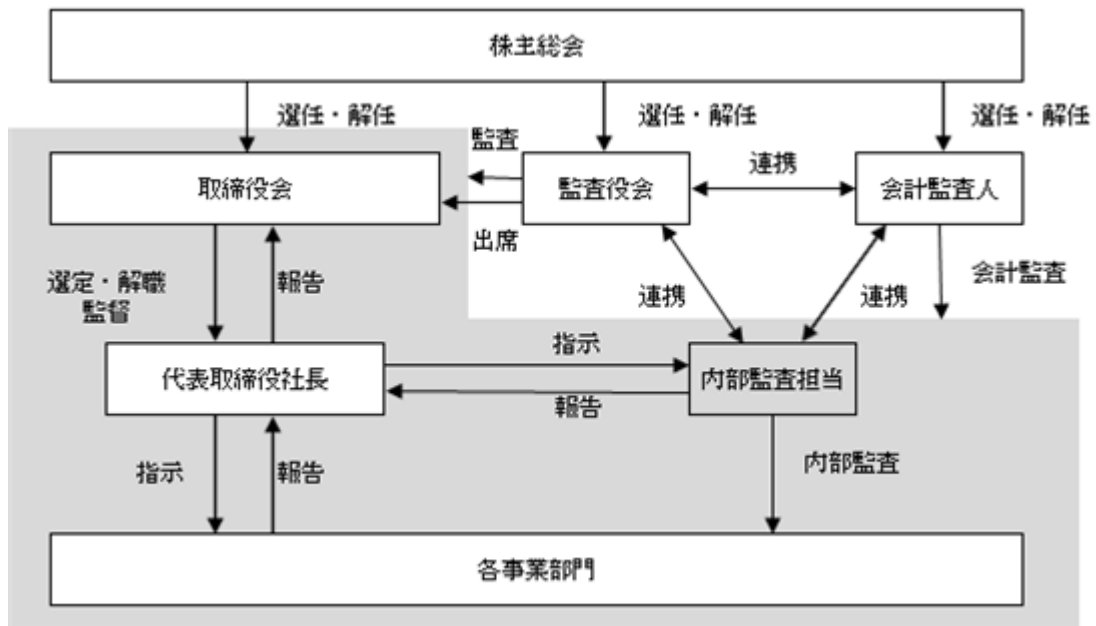 株主総会
選任・解任
選任・解任
選任・解任
監査
取締役会
監査役会
連携
会計監査人
出席
選定・解職
監督
報告
連携
連携
会計監査
指示
代表取締役社長
内部監査担当
報告
指示
報告
内部監査
各事業部門